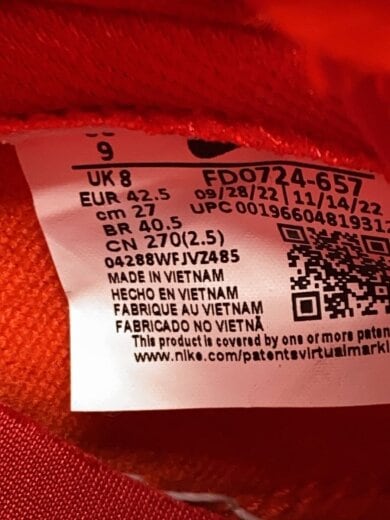 9
UK 8 FD0724-657
EUR 42.5 09/28/22 11/14/22
cm 27 UPC 00196604819312
BR 40.5
CN 270(2.5)
04288WFJVZ485
MADE IN VIETNAM
HECHO EN VIETNAM
FABRIQUE AU VIETNAM
FABRICADO NO VIETNÃ
This product is covered by one or more
www.nike.com/patents